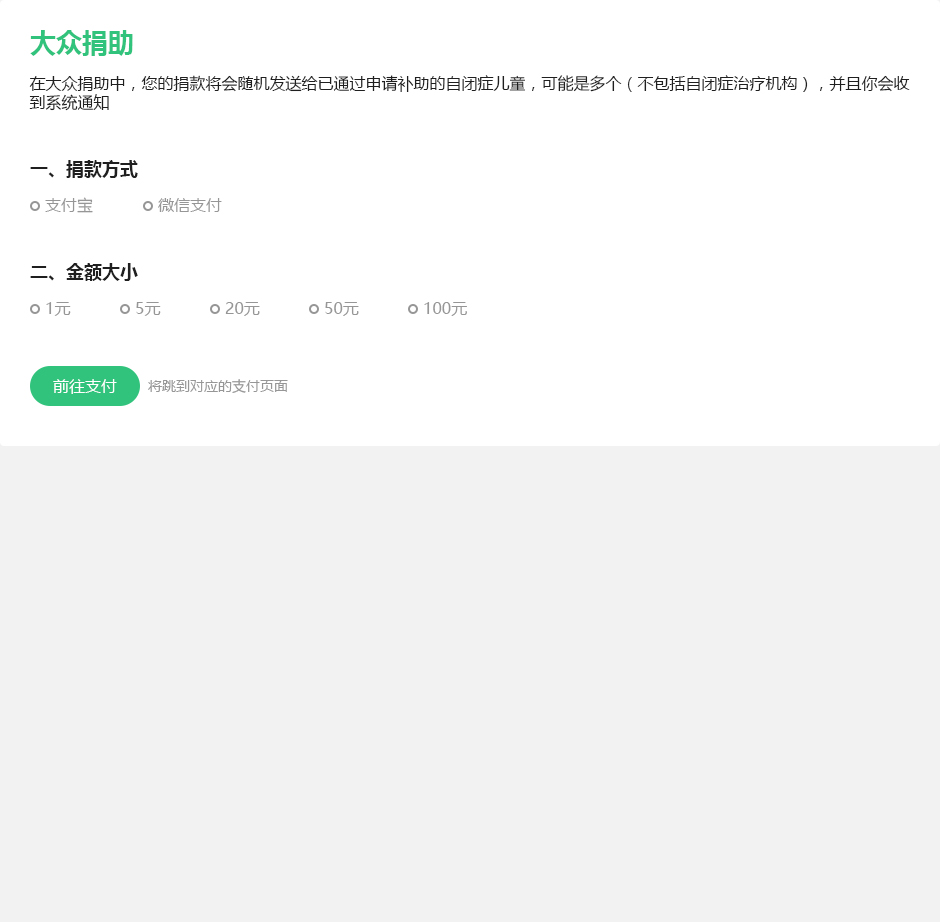 大众捐助
在大众捐助中，您的捐款将会随机发送给已通过申请补助的自闭症儿童，可能是多个（不包括自闭症治疗机构），并且你会收
到系统通知
一、捐款方式
支付宝 微信支付
二、金额大小
1元 5元 20元 50元 100元
前往支付 将跳到对应的支付页面